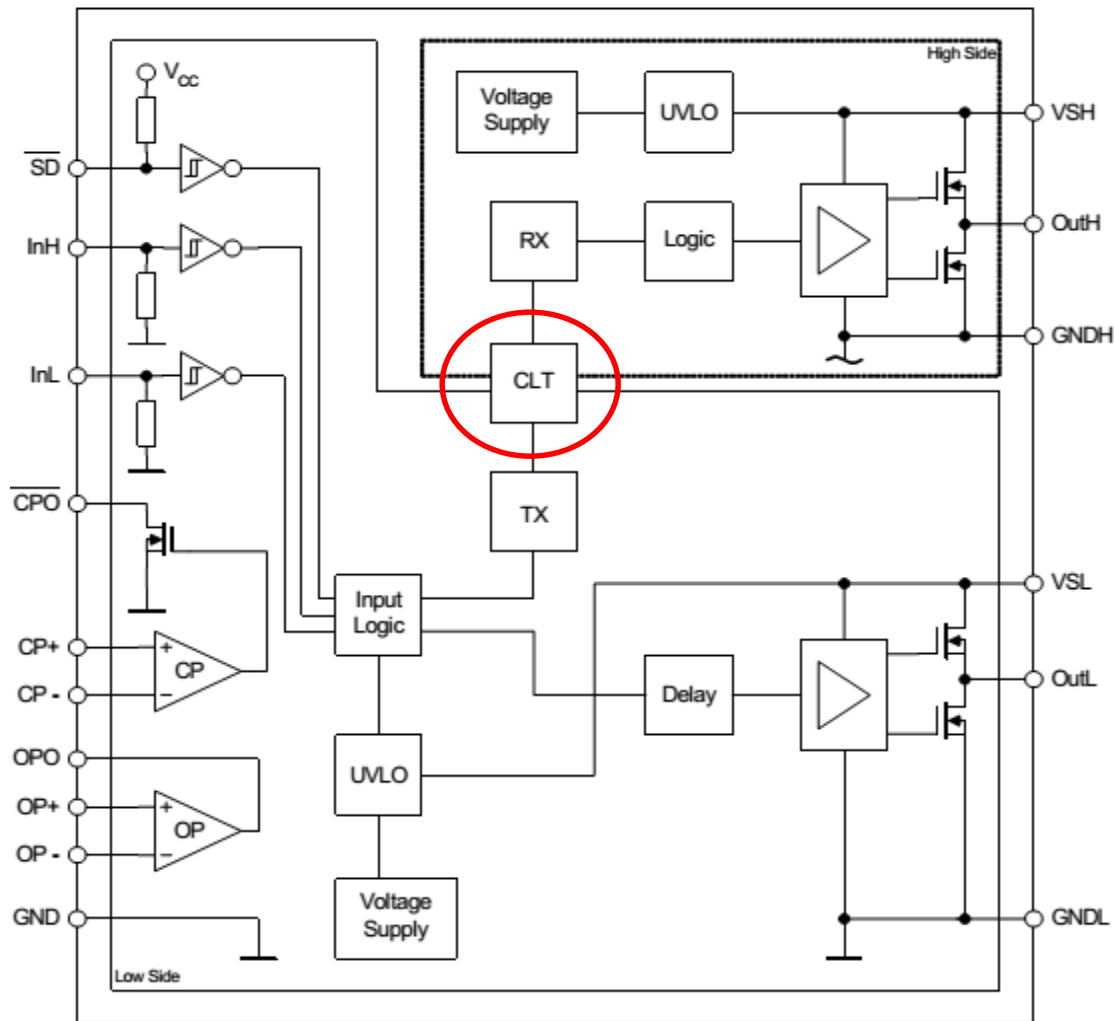 High Side
VCC
Voltage
Supply
UVLO
VSH
SD
InH
RX
Logic
OutH
GNDH
InL
CLT
CPO
TX
VSL
Input
Logic
CP+
CP
CP -
Delay
OutL
OPO
UVLO
OP+
OP
OP -
Voltage
Supply
GND
GNDL
Low Side